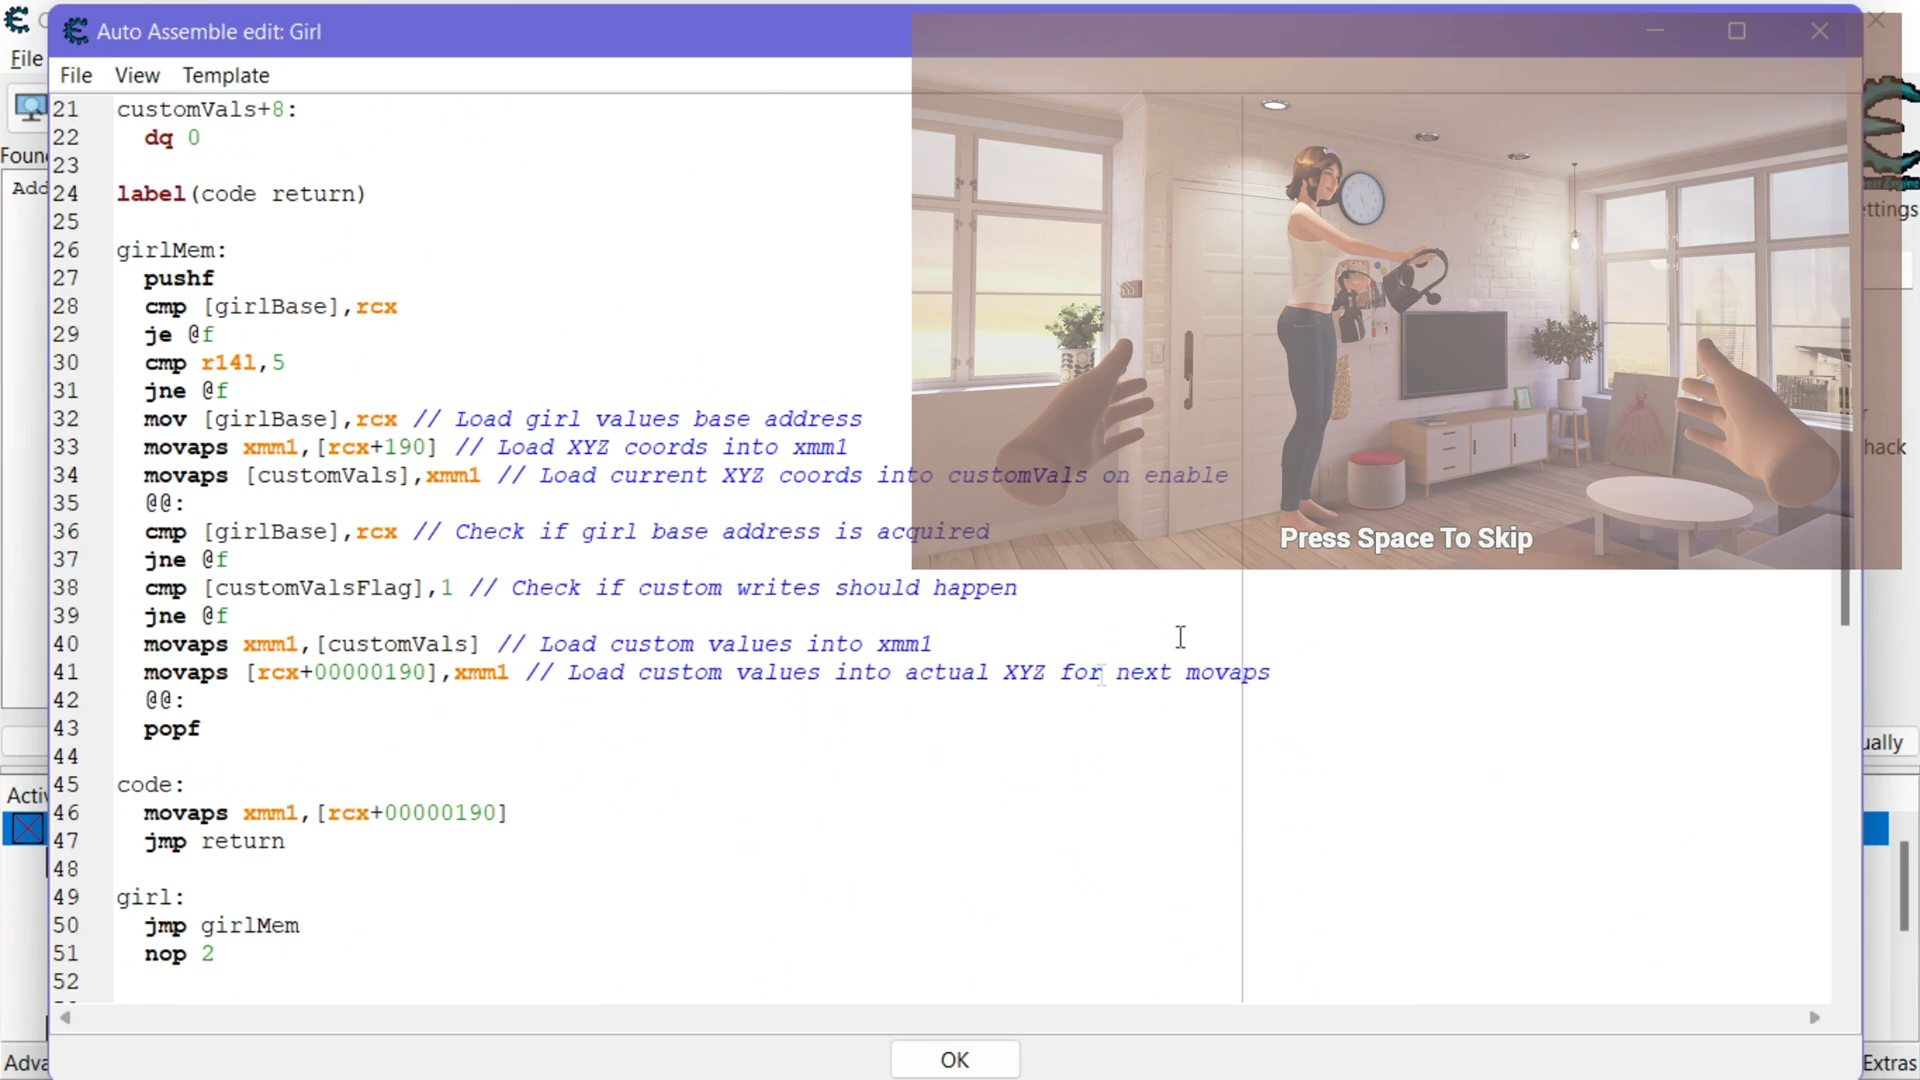 Auto Assemble edit: Girl
File
File View Template
21 customVals+8:
22 dq 0
23
24 label(code return)
25
26 girlMem:
27 pushf
28 cmp [girlBase],rcx
29 je @f
30 cmp r14l,5
31 jne @f
32 mov [girlBase],rcx // Load girl values base address
33 movaps xmm1,[rcx+190] // Load XYZ coords into xmm1
34 movaps [customVals],xmm1 // Load current XYZ coords into customVals on enable
35 @@:
36 cmp [girlBase],rcx // Check if girl base address is acquired
37 jne @f
38 cmp [customValsFlag],1 // Check if custom writes should happen
39 jne @f
40 movaps xmm1,[customVals] // Load custom values into xmm1
41 movaps [rcx+00000190],xmm1 // Load custom values into actual XYZ for next movaps
42 @@:
43 popf
44
45 code:
46 movaps xmm1,[rcx+00000190]
47 jmp return
48
49 girl:
50 jmp girlMem
51 nop 2
52
OK
Press Space To Skip
Foun
Add
Activ
Adva
ettings
hack
ually
Extras